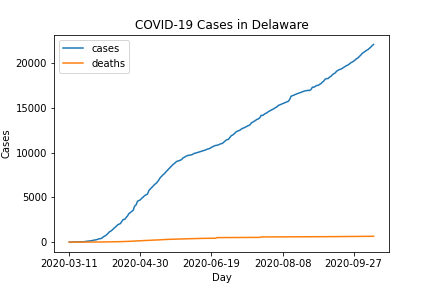 COVID-19 Cases in Delaware
cases
deaths
Cases
20000
15000
10000
5000
0
2020-03-11 2020-04-30 2020-06-19 2020-08-08 2020-09-27
Day